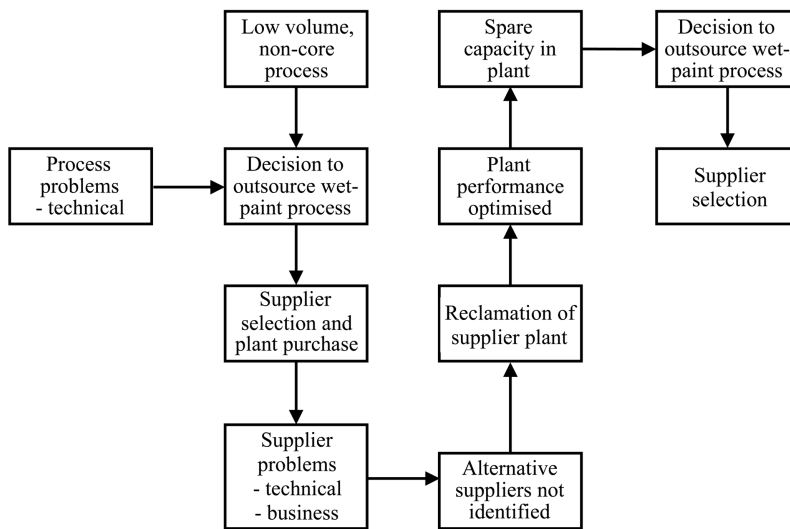 Low volume,
non-core
process
Process
problems
- technical
Decision to
outsource wet-
paint process
Supplier
selection and
plant purchase
Supplier
problems
- technical
- business
Alternative
suppliers not
identified
Reclamation of
supplier plant
Plant
performance
optimised
Spare
capacity in
plant
Decision to
outsource wet-
paint process
Supplier
selection